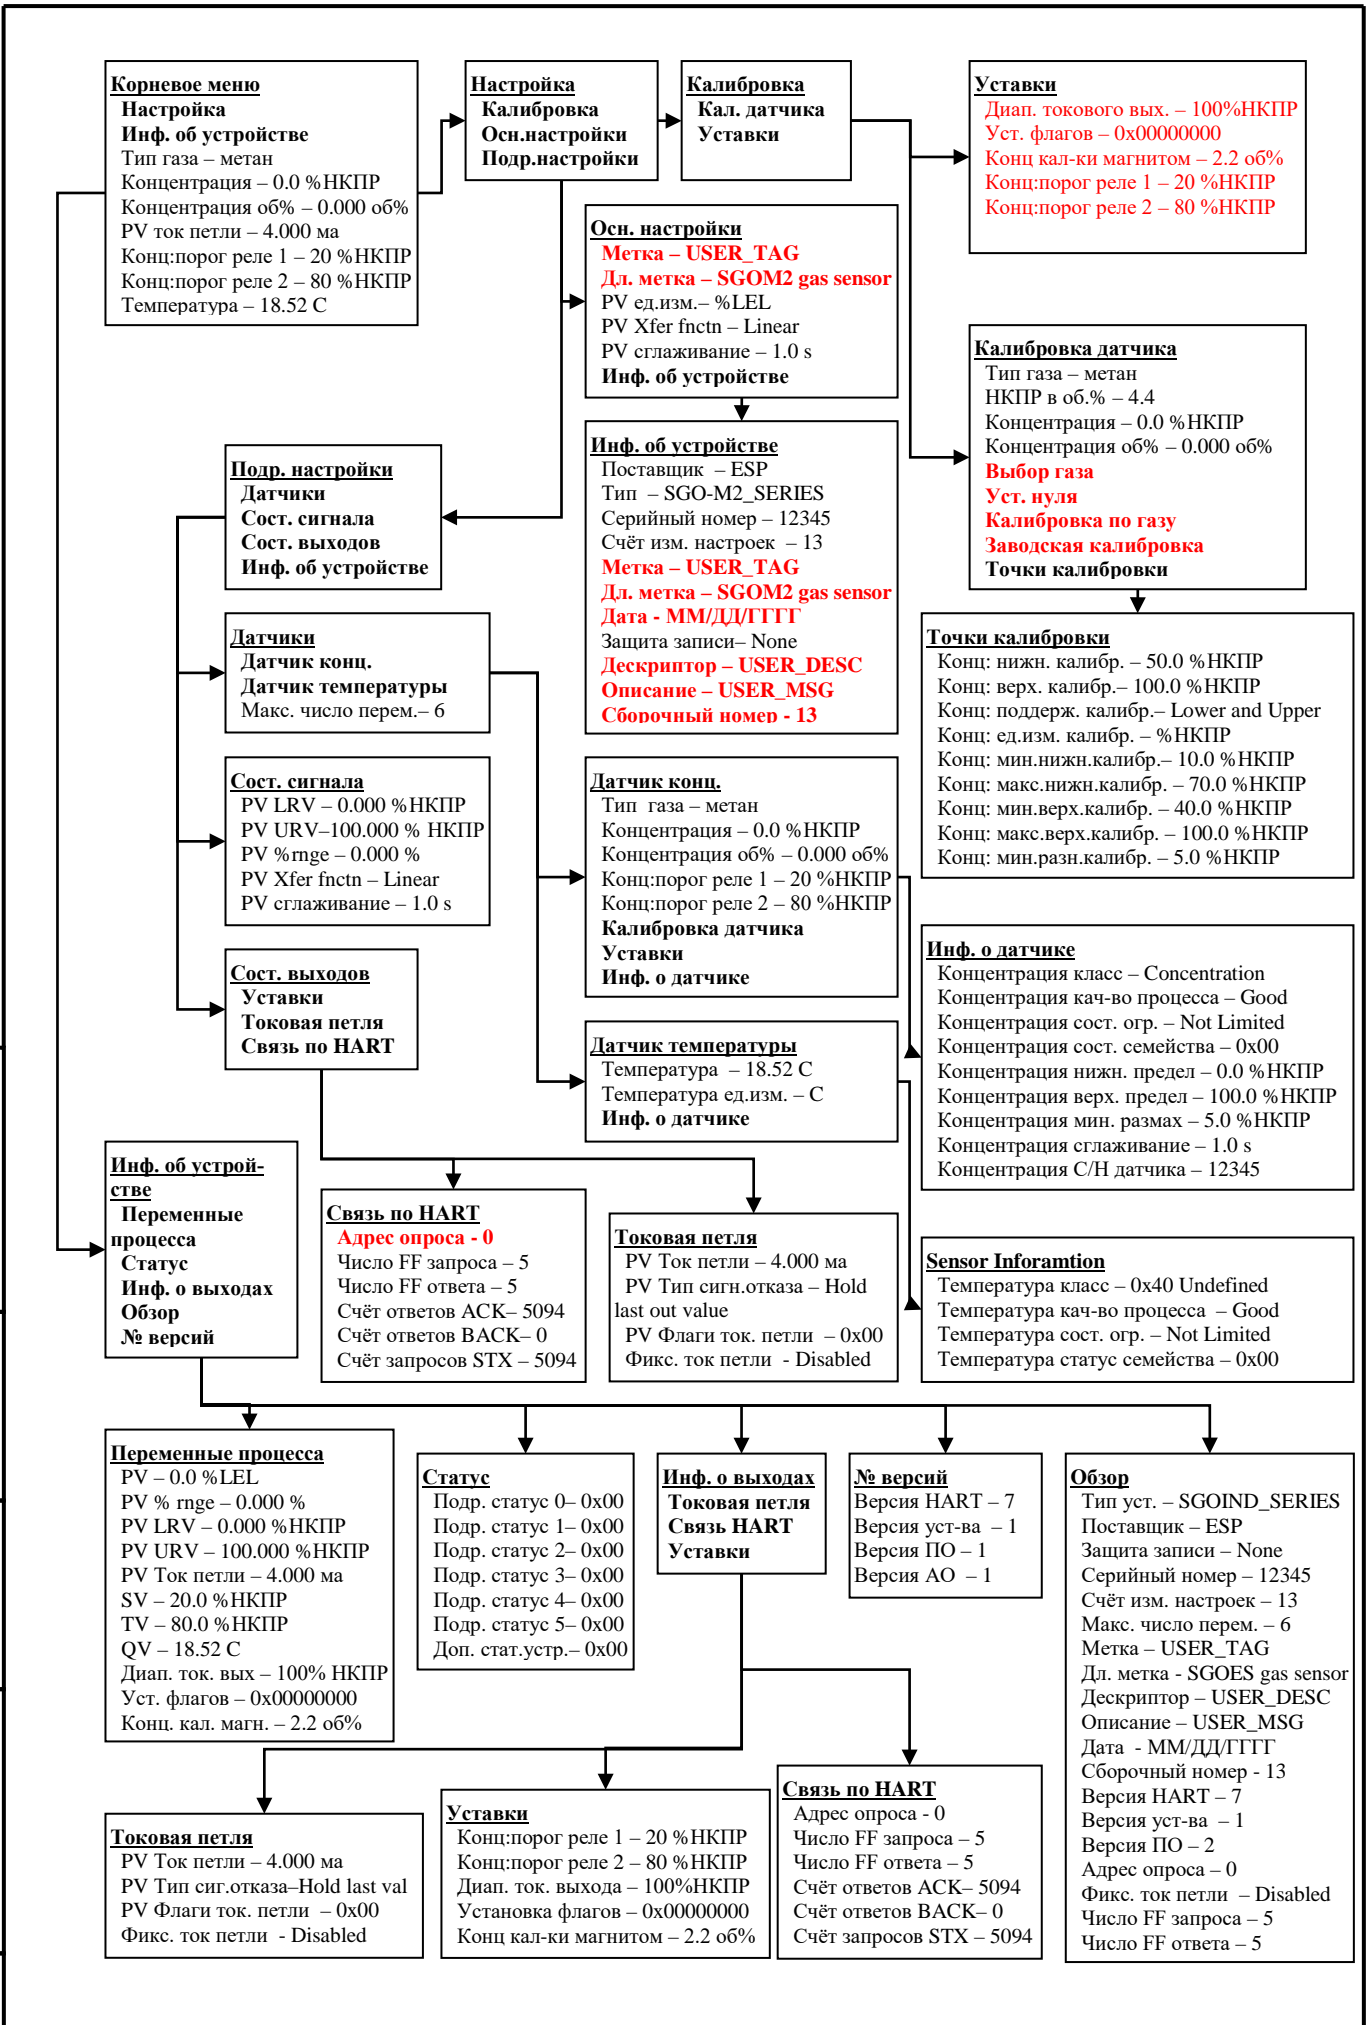 Корневое меню
Настройка
Инф. об устройстве
Тип газа – метан
Концентрация – 0.0 %НКПР
Концентрация об% – 0.000 об%
PV ток петли – 4.000 ма
Конц:порог реле 1 – 20 %НКПР
Конц:порог реле 2 – 80 %НКПР
Температура – 18.52 С
Настройка
Калибровка
Осн.настройки
Подр.настройки
Калибровка
Кал. датчика
Уставки
Уставки
Диап. токового вых. – 100%НКПР
Уст. флагов – 0x00000000
Конц кал-ки магнитом – 2.2 об%
Конц:порог реле 1 – 20 %НКПР
Конц:порог реле 2 – 80 %НКПР
Осн. настройки
Метка – USER_TAG
Дл. метка – SGOM2 gas sensor
PV ед.изм.– %LEL
PV Xfer fnctn – Linear
PV сглаживание – 1.0 s
Инф. об устройстве
Калибровка датчика
Тип газа – метан
НКПР в об.% – 4.4
Концентрация – 0.0 %НКПР
Концентрация об% – 0.000 об%
Выбор газа
Уст. нуля
Калибровка по газу
Заводская калибровка
Точки калибровки
Инф. об устройстве
Поставщик – ESP
Тип – SGO-M2_SERIES
Серийный номер – 12345
Счёт изм. настроек – 13
Метка – USER_TAG
Дл. метка – SGOM2 gas sensor
Дата - ММ/ДД/ГГГГ
Защита записи– None
Дескриптор – USER_DESC
Описание – USER_MSG
Сборочный номер - 13
Подр. настройки
Датчики
Сост. сигнала
Сост. выходов
Инф. об устройстве
Датчики
Датчик конц.
Датчик температуры
Макс. число перем.– 6
Точки калибровки
Конц: нижн. калибр. – 50.0 %НКПР
Конц: верх. калибр.– 100.0 %НКПР
Конц: поддерж. калибр.– Lower and Upper
Конц: ед.изм. калибр. – %НКПР
Конц: мин.нижн.калибр.– 10.0 %НКПР
Конц: макс.нижн.калибр.– 70.0 %НКПР
Конц: мин.верх.калибр.– 40.0 %НКПР
Конц: макс.верх.калибр. – 100.0 %НКПР
Конц: мин.разн.калибр. – 5.0 %НКПР
Сост. сигнала
PV LRV – 0.000 %НКПР
PV URV–100.000 % НКПР
PV %rnge – 0.000 %
PV Xfer fnctn – Linear
PV сглаживание – 1.0 s
Датчик конц.
Тип газа – метан
Концентрация – 0.0 %НКПР
Концентрация об% – 0.000 об%
Конц:порог реле 1 – 20 %НКПР
Конц:порог реле 2 – 80 %НКПР
Калибровка датчика
Уставки
Инф. о датчике
Инф. о датчике
Концентрация класс – Concentration
Концентрация кач-во процесса – Good
Концентрация сост. огр. – Not Limited
Концентрация сост. семейства – 0x00
Концентрация нижн. предел – 0.0 %НКПР
Концентрация верх. предел – 100.0 %НКПР
Концентрация мин. размах – 5.0 %НКПР
Концентрация сглаживание – 1.0 s
Концентрация С/Н датчика – 12345
Сост. выходов
Уставки
Токовая петля
Связь по HART
Датчик температуры
Температура – 18.52 С
Температура ед.изм. – С
Инф. о датчике
Инф. об устрой-
стве
Переменные
процесса
Статус
Инф. о выходах
Обзор
№ версий
Связь по HART
Адрес опроса - 0
Число FF запроса – 5
Число FF ответа – 5
Счёт ответов ACK– 5094
Счёт ответов BACK– 0
Счёт запросов STX – 5094
Токовая петля
PV Ток петли – 4.000 ма
PV Тип сигн.отказа – Hold
last out value
PV Флаги ток. петли – 0x00
Фикс. ток петли - Disabled
Sensor Inforamtion
Температура класс – 0x40 Undefined
Температура кач-во процесса – Good
Температура сост. огр. – Not Limited
Температура статус семейства – 0x00
Переменные процесса
PV – 0.0 %LEL
PV % rnge – 0.000 %
PV LRV – 0.000 %НКПР
PV URV – 100.000 %НКПР
PV Ток петли – 4.000 ма
SV – 20.0 %НКПР
TV – 80.0 %НКПР
QV – 18.52 С
Диап. ток. вых – 100% НКПР
Уст. флагов – 0x00000000
Конц. кал. магн. – 2.2 об%
Статус
Подр. статус 0– 0x00
Подр. статус 1– 0x00
Подр. статус 2– 0x00
Подр. статус 3– 0x00
Подр. статус 4– 0x00
Подр. статус 5– 0x00
Доп. стат.устр.– 0x00
Инф. о выходах
Токовая петля
Связь HART
Уставки
№ версий
Версия HART – 7
Версия уст-ва – 1
Версия ПО – 1
Версия АО – 1
Обзор
Тип уст. – SGOIND_SERIES
Поставщик – ESP
Защита записи – None
Серийный номер – 12345
Счёт изм. настроек – 13
Макс. число перем. – 6
Метка – USER_TAG
Дл. метка - SGOES gas sensor
Дескриптор – USER_DESC
Описание – USER_MSG
Дата - ММ/ДД/ГГГГ
Сборочный номер - 13
Версия HART – 7
Версия уст-ва – 1
Версия ПО – 2
Адрес опроса – 0
Фикс. ток петли – Disabled
Число FF запроса – 5
Число FF ответа – 5
Токовая петля
PV Ток петли – 4.000 ма
PV Тип сиг.отказа–Hold last val
PV Флаги ток. петли – 0x00
Фикс. ток петли - Disabled
Уставки
Конц:порог реле 1 – 20 %НКПР
Конц:порог реле 2 – 80 %НКПР
Диап. ток. выхода – 100%НКПР
Установка флагов – 0x00000000
Конц кал-ки магнитом – 2.2 об%
Связь по HART
Адрес опроса - 0
Число FF запроса – 5
Число FF ответа – 5
Счёт ответов ACK– 5094
Счёт ответов BACK– 0
Счёт запросов STX – 5094